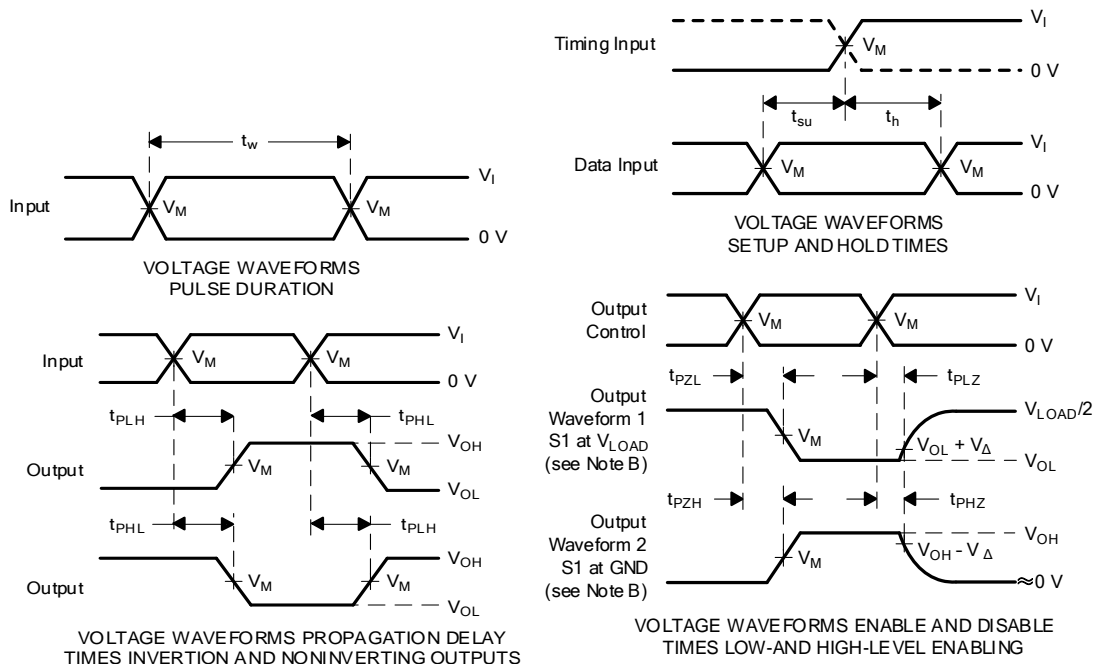 t_w
V_I
Input
V_M
V_M
0 V
VOLTAGE WAVEFORMS
PULSE DURATION
Timing Input
V_I
V_M
0 V
t_su
t_h
Data Input
V_I
V_M
V_M
0 V
VOLTAGE WAVEFORMS
SETUP AND HOLD TIMES
Input
V_I
V_M
V_M
0 V
t_PLH
t_PHL
Output
V_OH
V_M
V_M
V_OL
t_PHL
t_PLH
Output
V_OH
V_M
V_M
V_OL
VOLTAGE WAVEFORMS PROPAGATION DELAY
TIMES INVERTION AND NONINVERTING OUTPUTS
Output
Control
V_I
V_M
V_M
0 V
t_PZL
t_PLZ
Output
Waveform 1
S1 at V_LOAD
(see Note B)
V_LOAD/2
V_M
V_OL + V_Δ
V_OL
t_PZH
t_PHZ
Output
Waveform 2
S1 at GND
(see Note B)
V_OH
V_M
V_OH - V_Δ
≈0 V
VOLTAGE WAVEFORMS ENABLE AND DISABLE
TIMES LOW-AND HIGH-LEVEL ENABLING